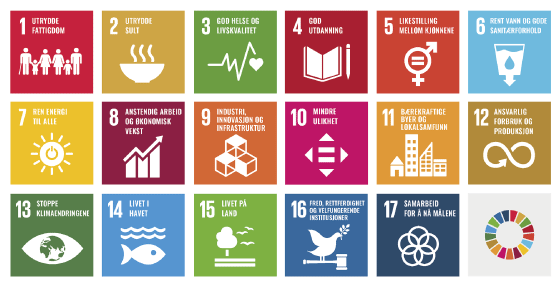 1 UTRYDDE
FATTIGDOM
2 UTRYDDE
SULT
3 GOD HELSE OG
LIVSKVALITET
4 GOD
UTDANNING
5 LIKESTILLING
MELLOM KJØNNENE
6 RENT VANN OG GODE
SANITÆRFORHOLD
7 REN ENERGI
TIL ALLE
8 ANSTENDIG ARBEID
OG ØKONOMISK
VEKST
9 INDUSTRI,
INNOVASJON OG
INFRASTRUKTUR
10 MINDRE
ULIKHET
11 BÆREKRAFTIGE
BYER OG
LOKALSAMFUNN
12 ANSVARLIG
FORBRUK OG
PRODUKSJON
13 STOPPE
KLIMAENDRINGENE
14 LIVET I
HAVET
15 LIVET PÅ
LAND
16 FRED, RETTFERDIGHET
OG VELFUNGERENDE
INSTITUSJONER
17 SAMARBEID
FOR Å NÅ MÅLENE